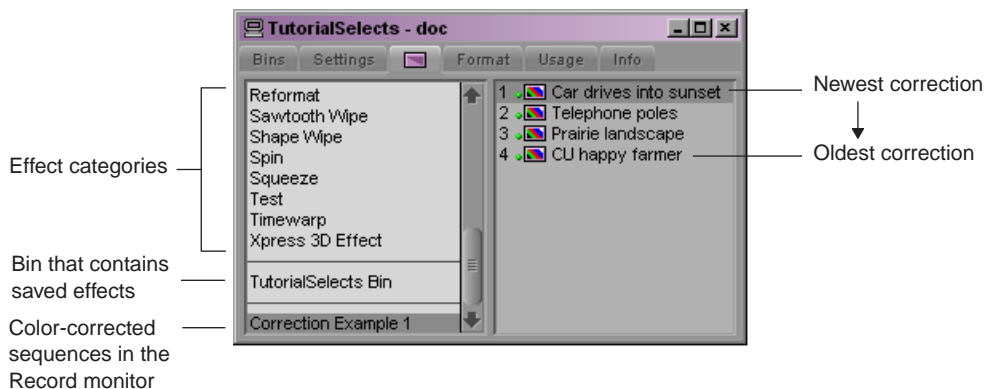 TutorialSelects - doc
Bins Settings Format Usage Info
Reformat
Sawtooth Wipe
Shape Wipe
Spin
Squeeze
Test
Timewarp
Xpress 3D Effect
TutorialSelects Bin
Correction Example 1
1 Car drives into sunset
2 Telephone poles
3 Prairie landscape
4 CU happy farmer
Effect categories
Bin that contains
saved effects
Color-corrected
sequences in the
Record monitor
Newest correction
Oldest correction